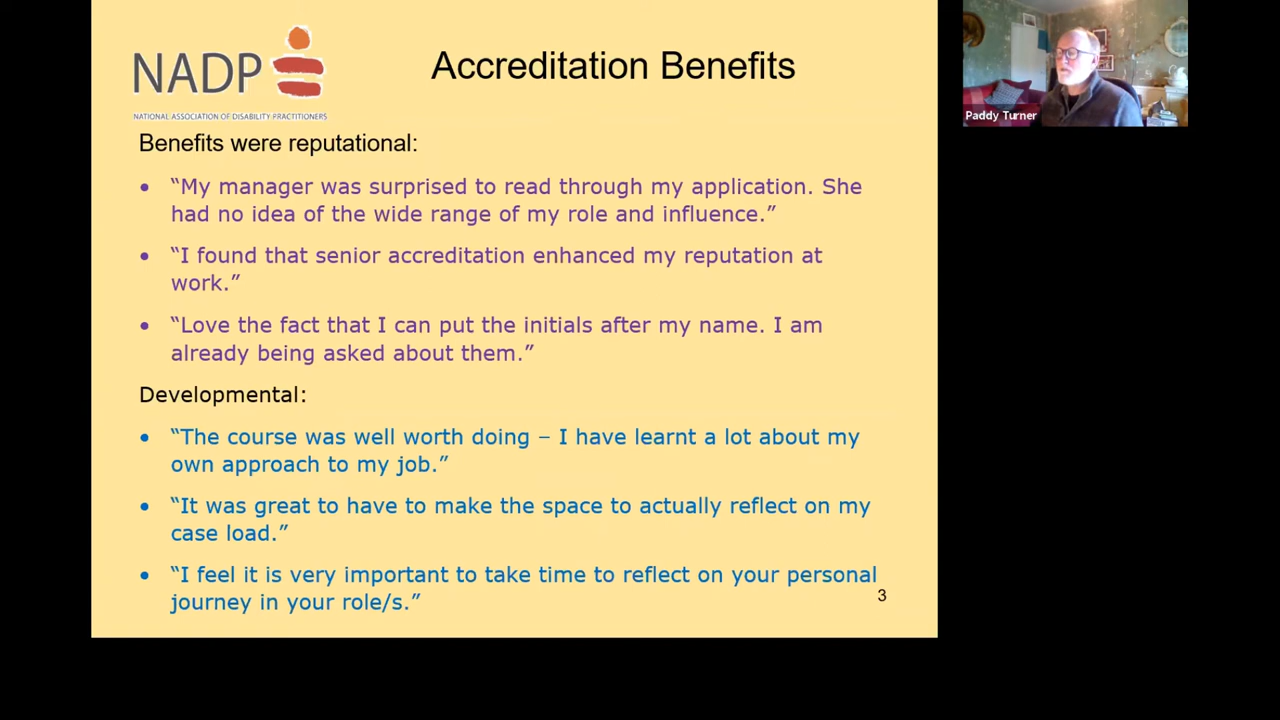 NADP
NATIONAL ASSOCIATION OF DISABILITY PRACTITIONERS
Accreditation Benefits
Paddy Turner
Benefits were reputational:
• “My manager was surprised to read through my application. She
had no idea of the wide range of my role and influence.”
• “I found that senior accreditation enhanced my reputation at
work.”
• “Love the fact that I can put the initials after my name. I am
already being asked about them.”
Developmental:
• “The course was well worth doing – I have learnt a lot about my
own approach to my job.”
• “It was great to have to make the space to actually reflect on my
case load.”
• “I feel it is very important to take time to reflect on your personal
journey in your role/s.”
3